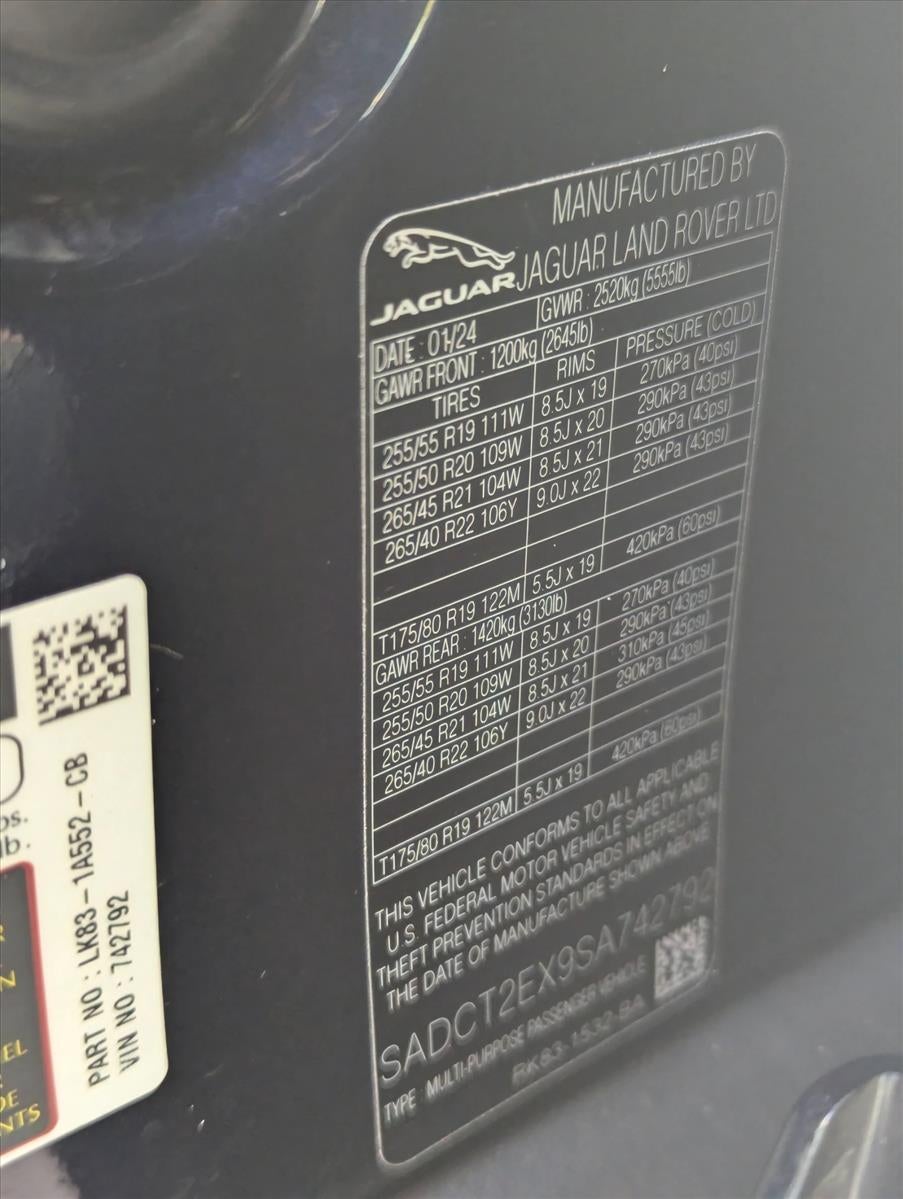 MANUFACTURED BY
JAGUAR JAGUAR LAND ROVER LTD
DATE : 01/24 GVWR : 2520kg (5555lb)
GAWR FRONT : 1200kg (2645lb)
TIRES RIMS PRESSURE (COLD)
255/55 R19 111W 8.5J x 19 270kPa (40psi)
255/50 R20 109W 8.5J x 20 290kPa (43psi)
265/45 R21 104W 8.5J x 21 290kPa (43psi)
265/40 R22 106Y 9.0J x 22 290kPa (43psi)
T175/80 R19 122M 5.5J x 19 420kPa (60psi)
GAWR REAR : 1420kg (3130lb)
255/55 R19 111W 8.5J x 19 270kPa (40psi)
255/50 R20 109W 8.5J x 20 290kPa (43psi)
265/45 R21 104W 8.5J x 21 310kPa (45psi)
265/40 R22 106Y 9.0J x 22 290kPa (43psi)
T175/80 R19 122M 5.5J x 19 420kPa (60psi)
THIS VEHICLE CONFORMS TO ALL APPLICABLE
U.S. FEDERAL MOTOR VEHICLE SAFETY AND
THEFT PREVENTION STANDARDS IN EFFECT ON
THE DATE OF MANUFACTURE SHOWN ABOVE
SADCT2EX9SA742792
TYPE : MULTI-PURPOSE PASSENGER VEHICLE
RK83-1532-BA
PART NO : LK83-1A552-CB
VIN NO : 742792